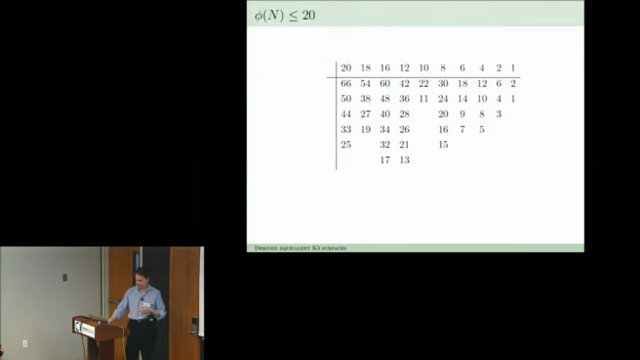 ϕ(N) ≤ 20
20 18 16 12 10 8 6 4 2 1
66 54 60 42 22 30 18 12 6 2
50 38 48 36 11 24 14 10 4 1
44 27 40 28 20 9 8 3
33 19 34 26 16 7 5
25 32 21 15
17 13
DERIVED EQUIVALENT K3 SURFACES